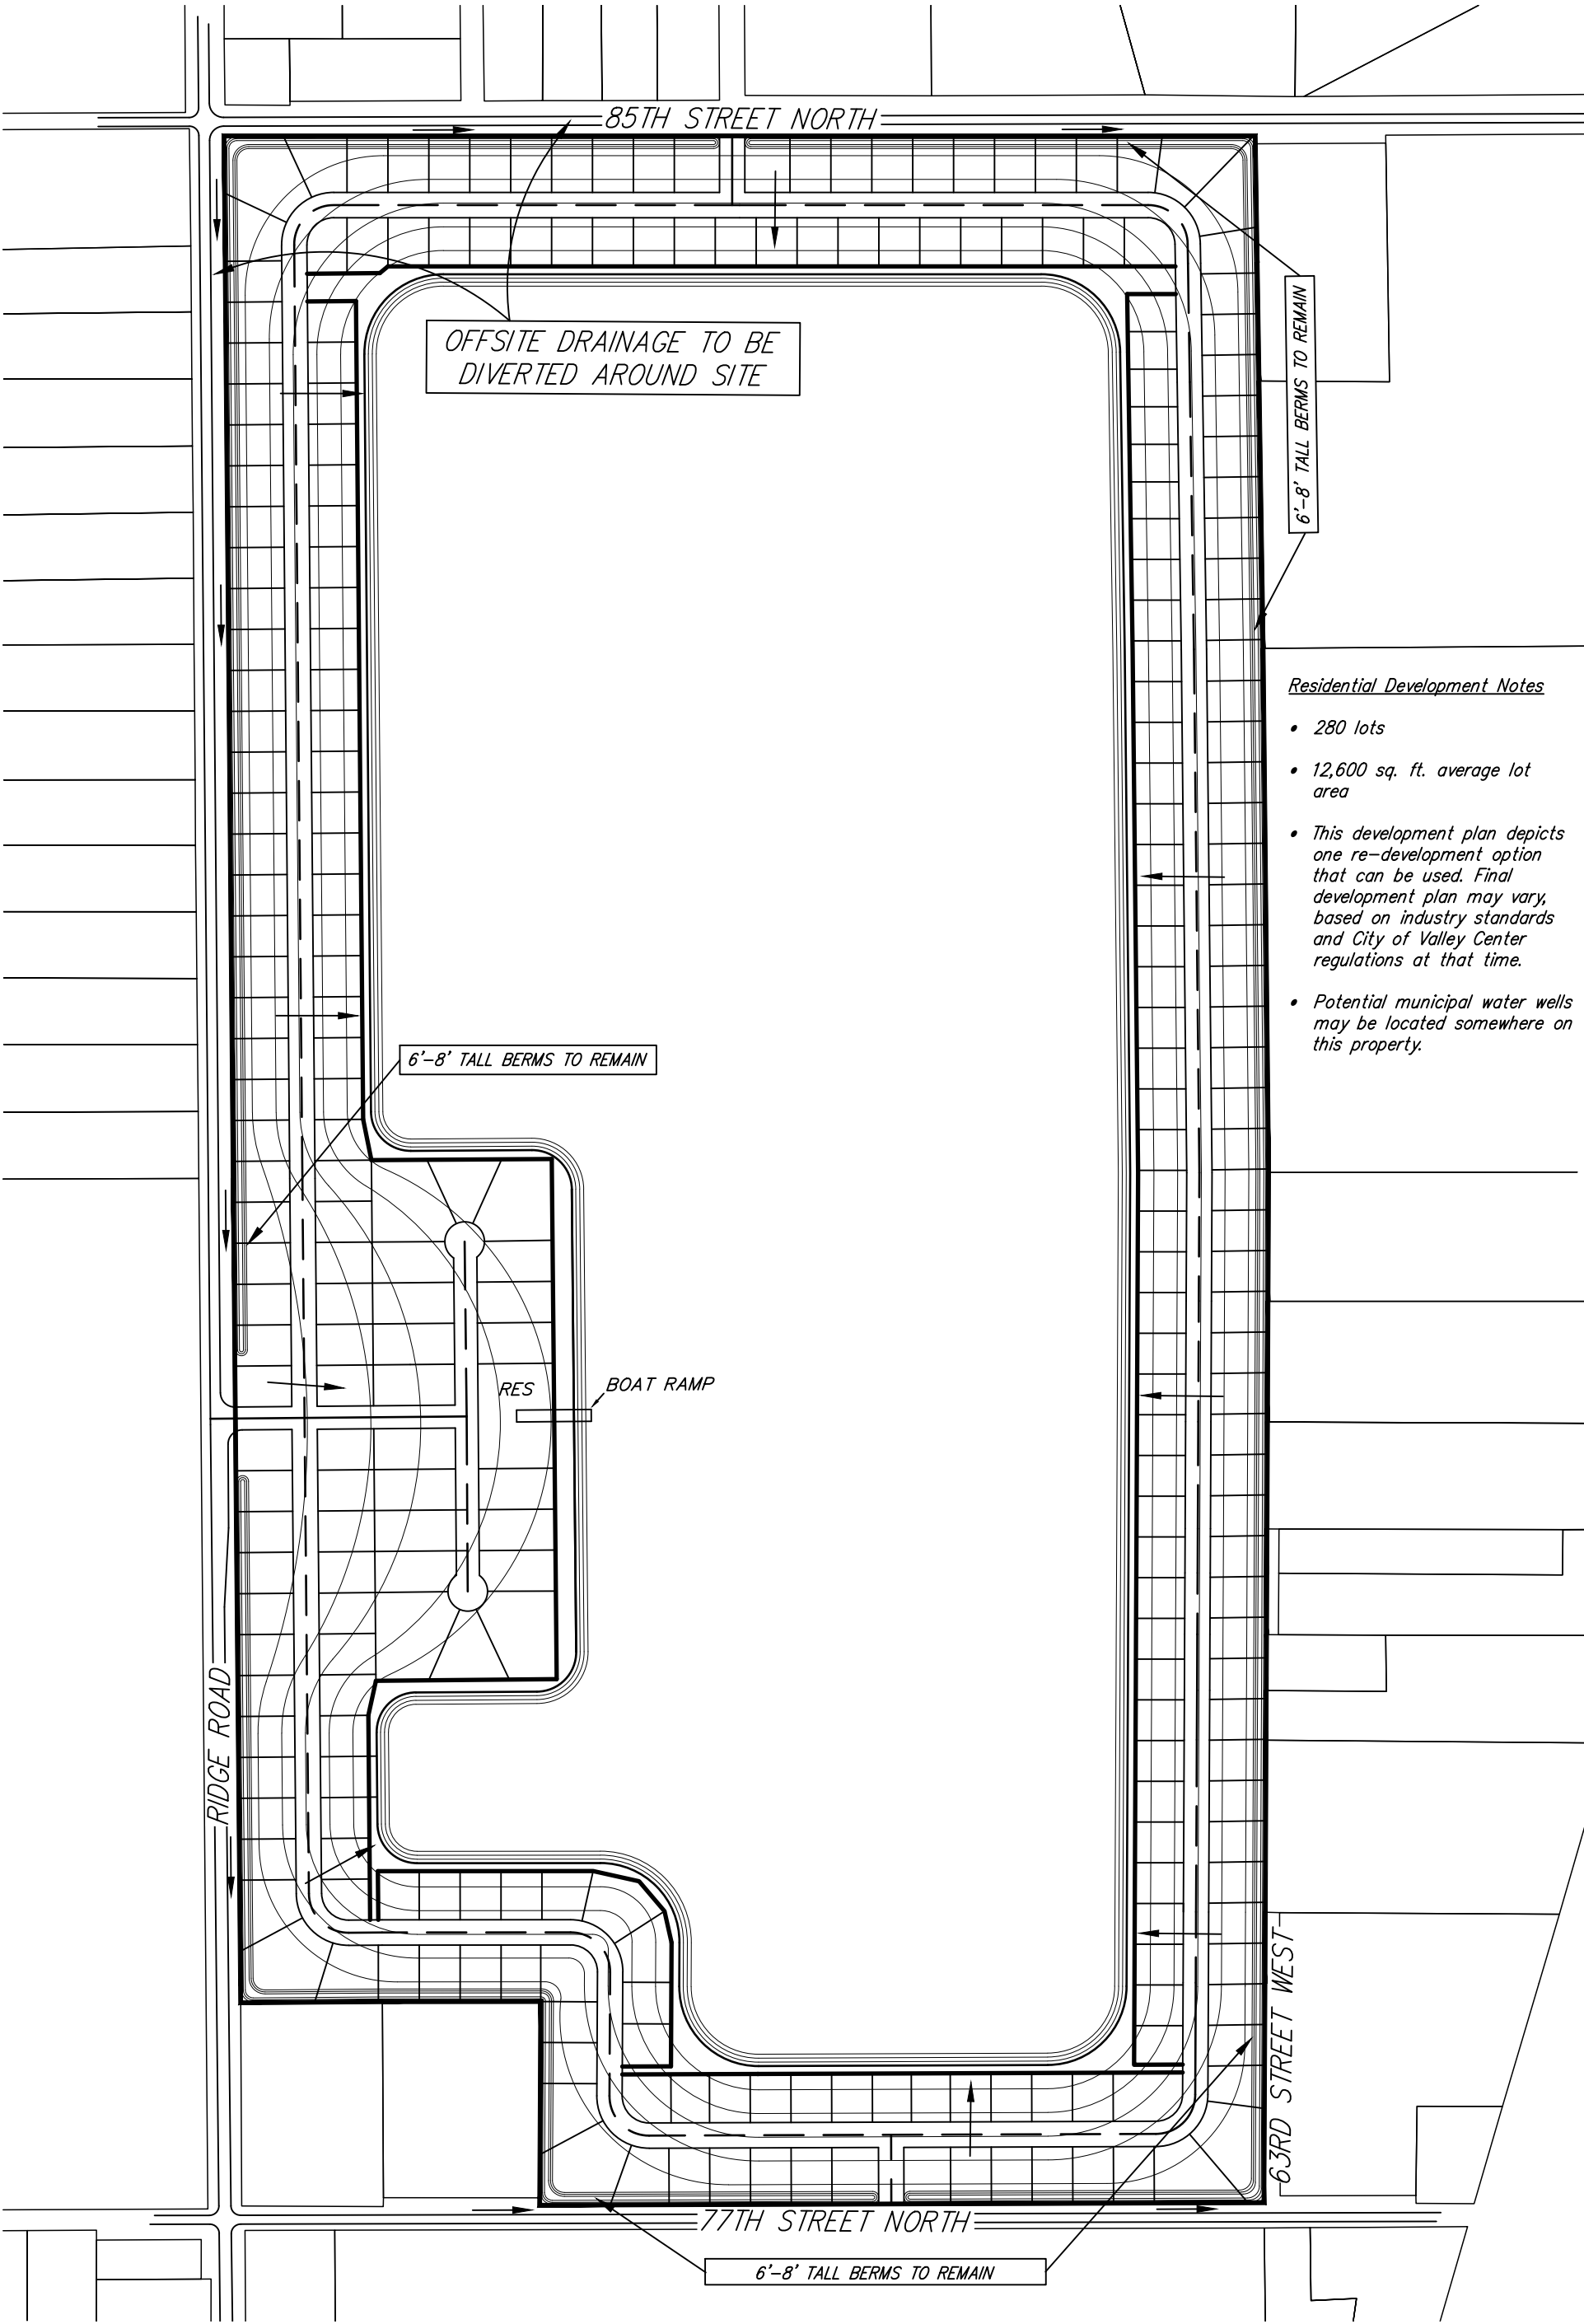 85TH STREET NORTH
OFFSITE DRAINAGE TO BE
DIVERTED AROUND SITE
6'-8' TALL BERMS TO REMAIN
Residential Development Notes
• 280 lots
• 12,600 sq. ft. average lot
area
• This development plan depicts
one re-development option
that can be used. Final
development plan may vary,
based on industry standards
and City of Valley Center
regulations at that time.
• Potential municipal water wells
may be located somewhere on
this property.
6'-8' TALL BERMS TO REMAIN
RES
BOAT RAMP
RIDGE ROAD
63RD STREET WEST
77TH STREET NORTH
6'-8' TALL BERMS TO REMAIN